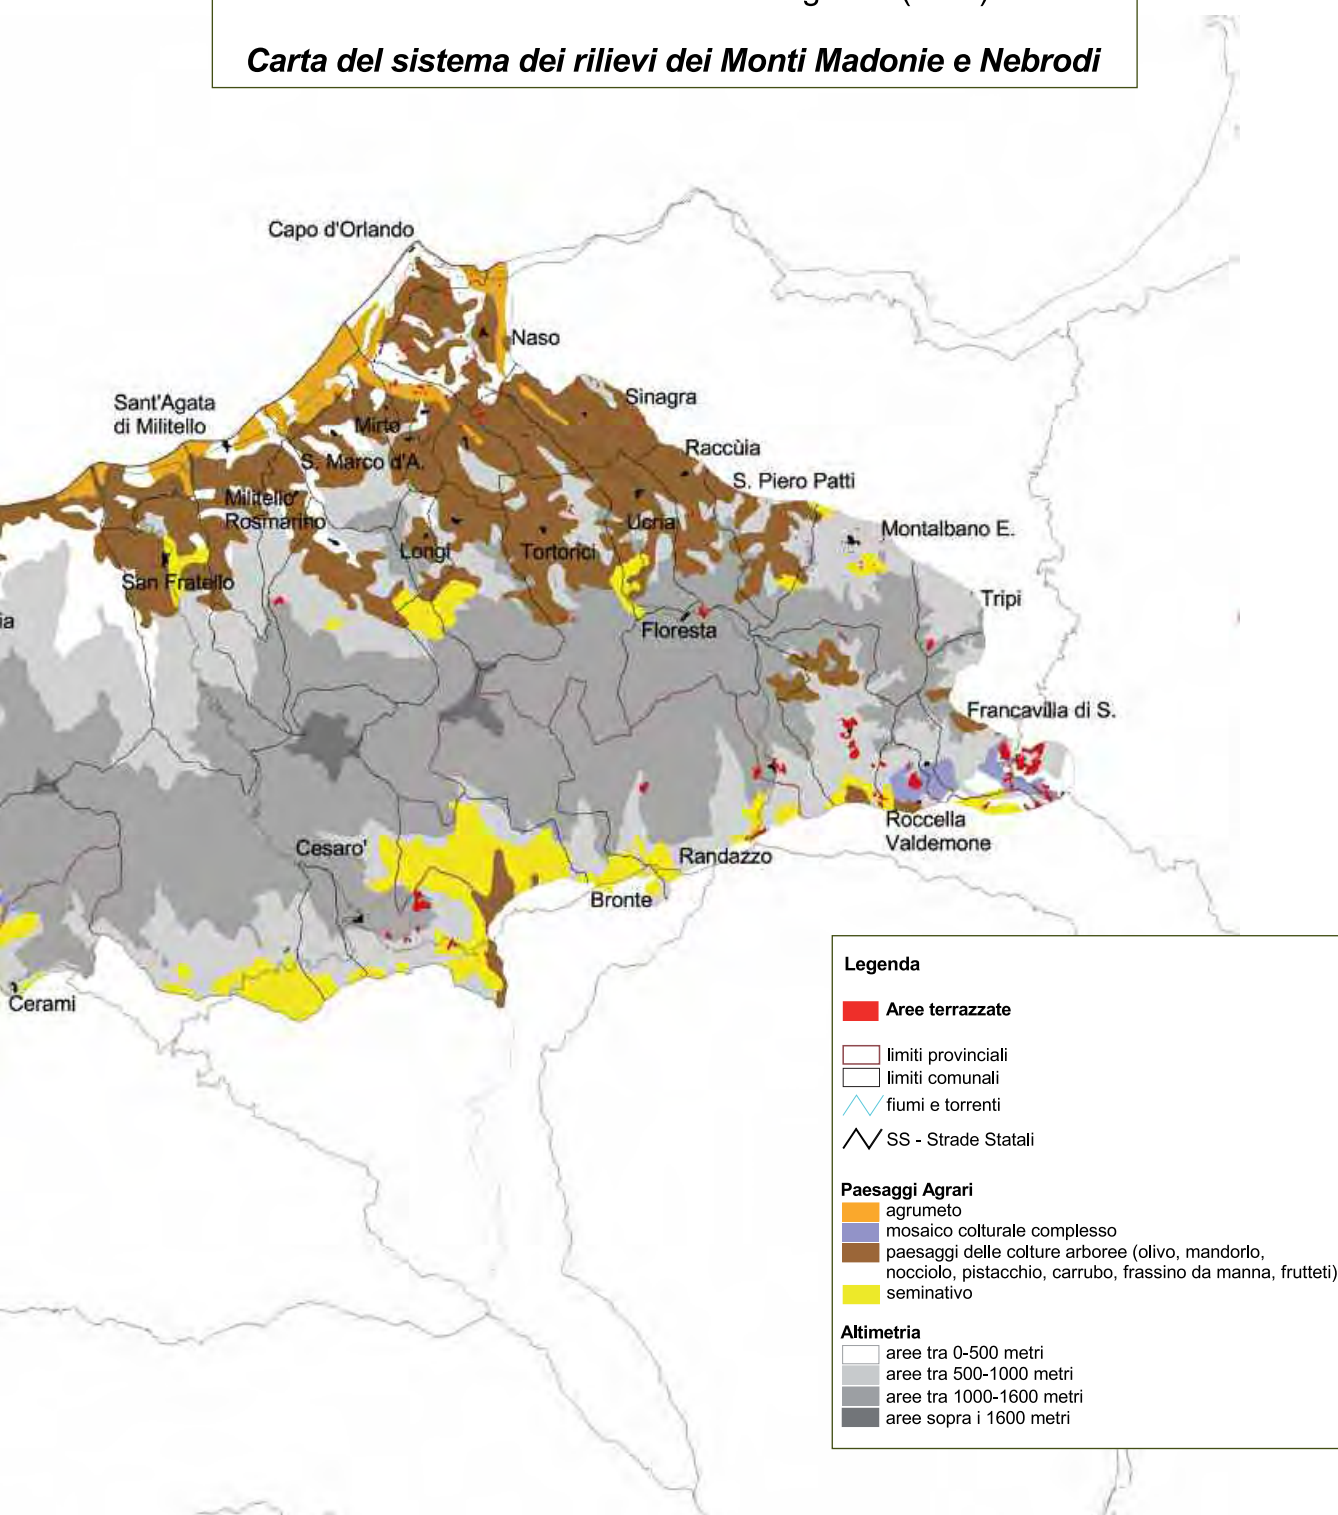 Carta del sistema dei rilievi dei Monti Madonie e Nebrodi
Capo d'Orlando
Naso
Sinagra
Sant'Agata
di Militello
Mirto
S. Marco d'A.
Raccùia
S. Piero Patti
Militello
Rosmarino
Ucria
Montalbano E.
Longi
Tortorici
San Fratello
Tripi
ia
Floresta
Francavilla di S.
Roccella
Valdemone
Cesaro'
Randazzo
Bronte
Cerami
Legenda
Aree terrazzate
limiti provinciali
limiti comunali
fiumi e torrenti
SS - Strade Statali
Paesaggi Agrari
agrumeto
mosaico colturale complesso
paesaggi delle colture arboree (olivo, mandorlo,
nocciolo, pistacchio, carrubo, frassino da manna, frutteti)
seminativo
Altimetria
aree tra 0-500 metri
aree tra 500-1000 metri
aree tra 1000-1600 metri
aree sopra i 1600 metri